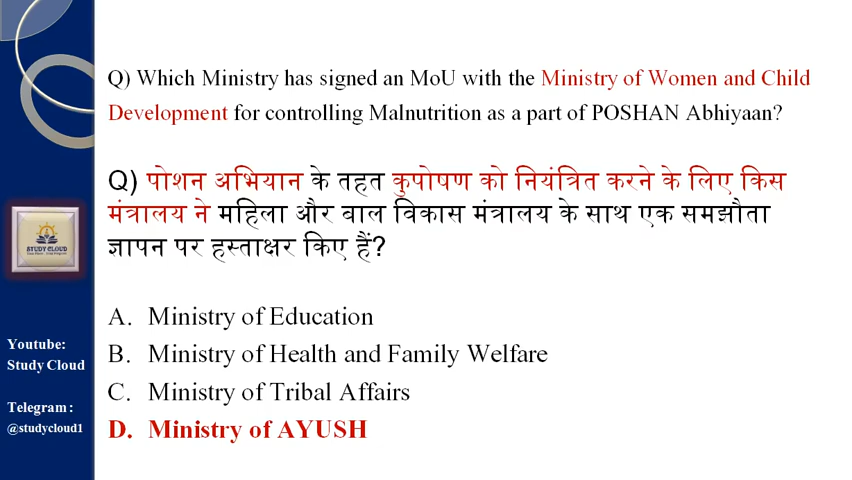 Q) Which Ministry has signed an MoU with the Ministry of Women and Child
Development for controlling Malnutrition as a part of POSHAN Abhiyaan?
Q) पोशन अभियान के तहत कुपोषण को नियंत्रित करने के लिए किस
मंत्रालय ने महिला और बाल विकास मंत्रालय के साथ एक समझौता
ज्ञापन पर हस्ताक्षर किए हैं?
STUDY CLOUD
A. Ministry of Education
B. Ministry of Health and Family Welfare
C. Ministry of Tribal Affairs
D. Ministry of AYUSH
Youtube:
Study Cloud
Telegram :
@studycloud1